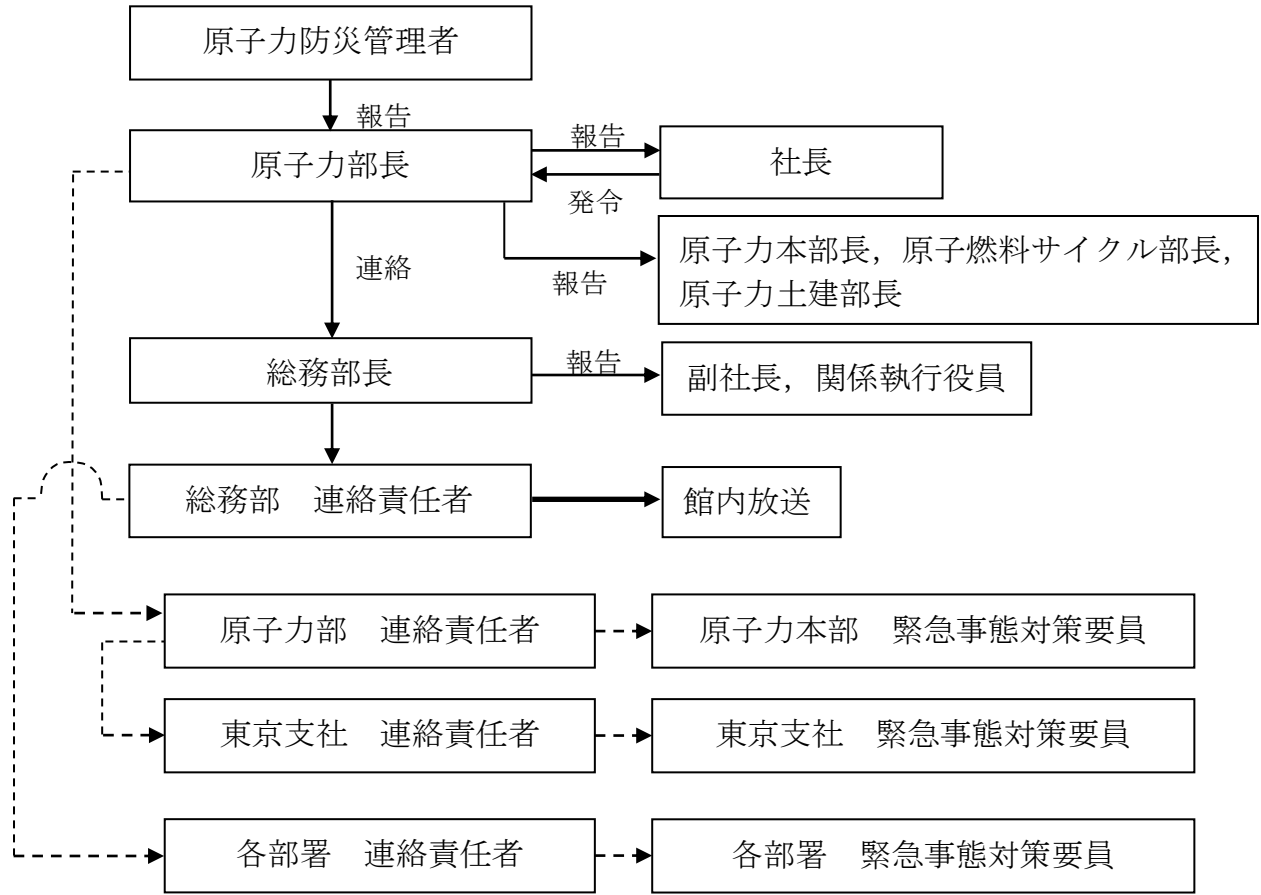 原子力防災管理者
報告
原子力部長
報告
社長
発令
原子力本部長，原子燃料サイクル部長，
原子力土建部長
報告
連絡
総務部長
報告
副社長，関係執行役員
総務部　連絡責任者
館内放送
原子力部　連絡責任者
原子力本部　緊急事態対策要員
東京支社　連絡責任者
東京支社　緊急事態対策要員
各部署　連絡責任者
各部署　緊急事態対策要員